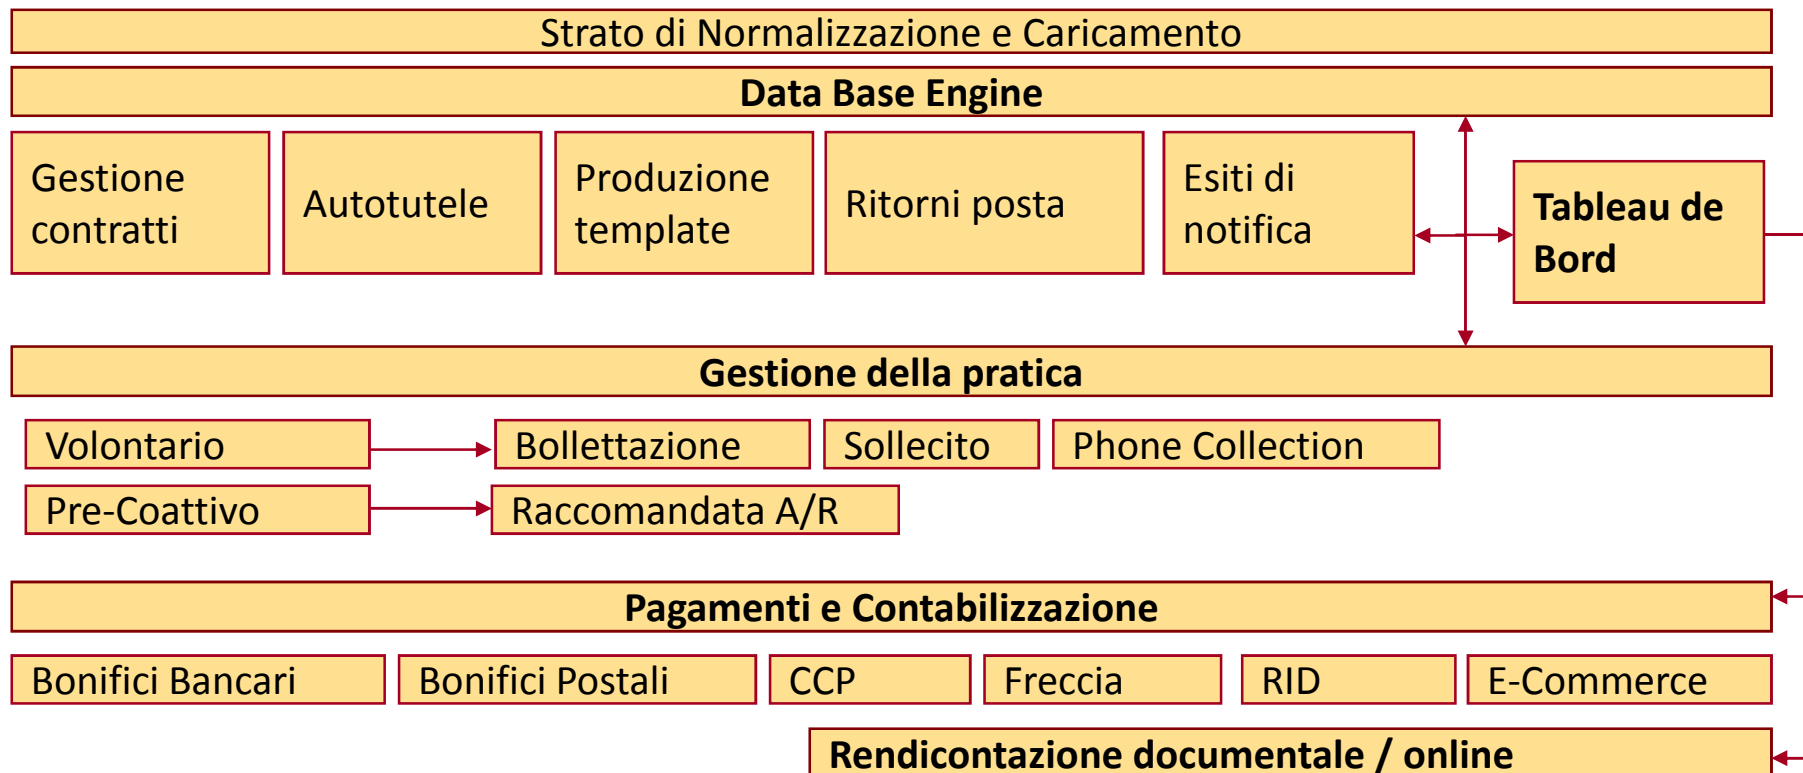 Strato di Normalizzazione e Caricamento
Data Base Engine
Gestione
contratti
Autotutele
Produzione
template
Ritorni posta
Esiti di
notifica
Tableau de
Bord
Gestione della pratica
Volontario
Bollettazione
Sollecito
Phone Collection
Pre-Coattivo
Raccomandata A/R
Pagamenti e Contabilizzazione
Bonifici Bancari
Bonifici Postali
CCP
Freccia
RID
E-Commerce
Rendicontazione documentale / online